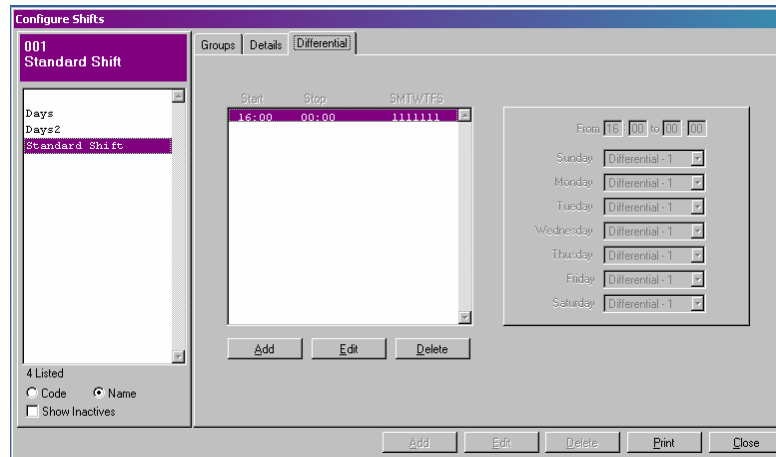 Configure Shifts
001
Standard Shift
Days
Days2
Standard Shift
4 Listed
Code Name
Show Inactives
Groups Details Differential
Start Stop SMTWTFS
16:00 00:00 1111111
Add Edit Delete
From 16 : 00 to 00 : 00
Sunday Differential - 1
Monday Differential - 1
Tueday Differential - 1
Wednesday Differential - 1
Thusday Differential - 1
Friday Differential - 1
Saturday Differential - 1
Add Edit Delete Print Close